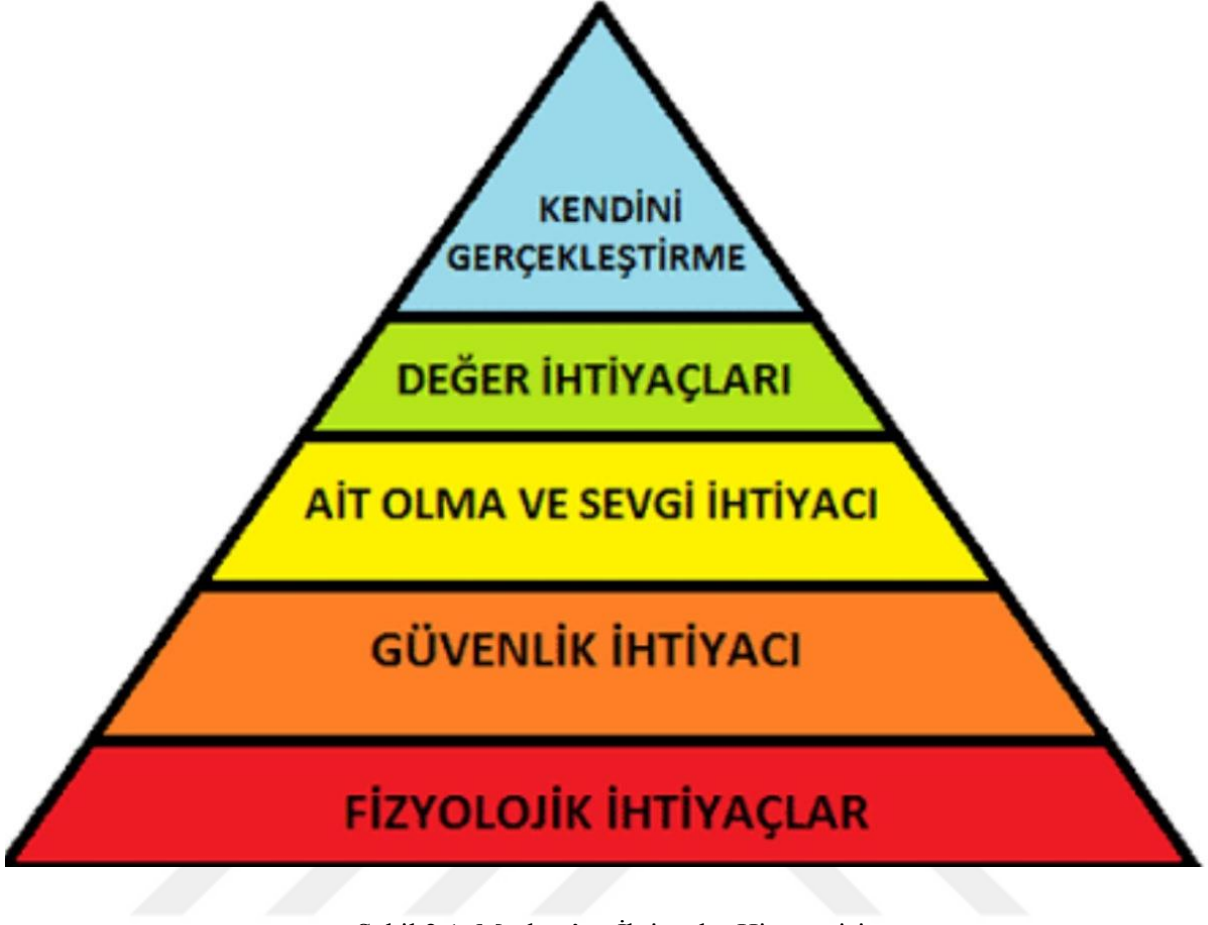 KENDİNİ
GERÇEKLEŞTİRME
DEĞER İHTİYAÇLARI
AİT OLMA VE SEVGİ İHTİYACI
GÜVENLİK İHTİYACI
FİZYOLOJİK İHTİYAÇLAR